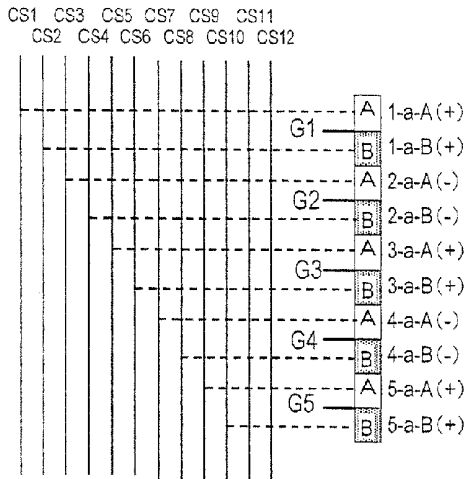 CS1 CS3 CS5 CS7 CS9 CS11
CS2 CS4 CS6 CS8 CS10 CS12
A 1-a-A(+)
G1
B 1-a-B(+)
A 2-a-A(-)
G2
B 2-a-B(-)
A 3-a-A(+)
G3
B 3-a-B(+)
A 4-a-A(-)
G4
B 4-a-B(-)
A 5-a-A(+)
G5
B 5-a-B(+)